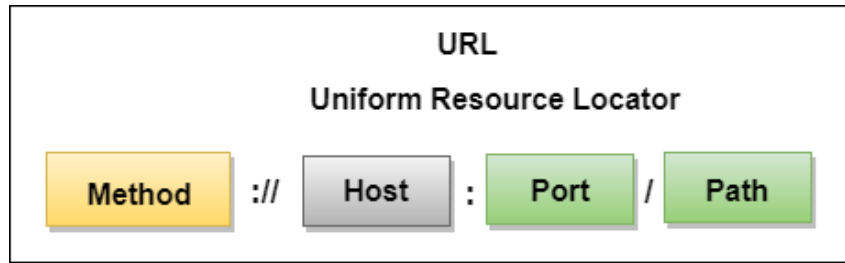 URL
Uniform Resource Locator
Method :// Host : Port / Path